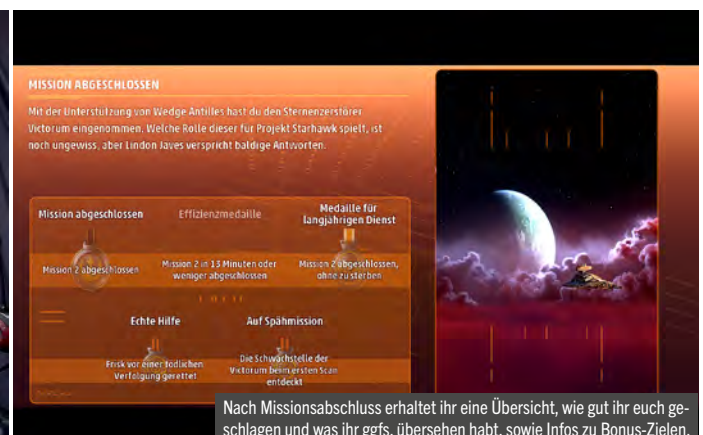 MISSION ABGESCHLOSSEN
Mit der Unterstützung von Wedge Antilles hast du den Sternenzerstörer
Victorum eingenommen. Welche Rolle dieser für Projekt Starhawk spielt, ist
noch ungewiss, aber Lindon Javes verspricht baldige Antworten.
Mission abgeschlossen
Effizienzmedaille
Medaille für
langjährigen Dienst
Mission 2 abgeschlossen
Mission 2 in 13 Minuten oder
weniger abgeschlossen
Mission 2 abgeschlossen,
ohne zu sterben
Echte Hilfe
Auf Spähmission
Frisk vor einer tödlichen
Verfolgung gerettet
Die Schwachstelle der
Victorum beim ersten Scan
entdeckt
Nach Missionsabschluss erhaltet ihr eine Übersicht, wie gut ihr euch ge-
schlagen und was ihr ggfs. übersehen habt, sowie Infos zu Bonus-Zielen.